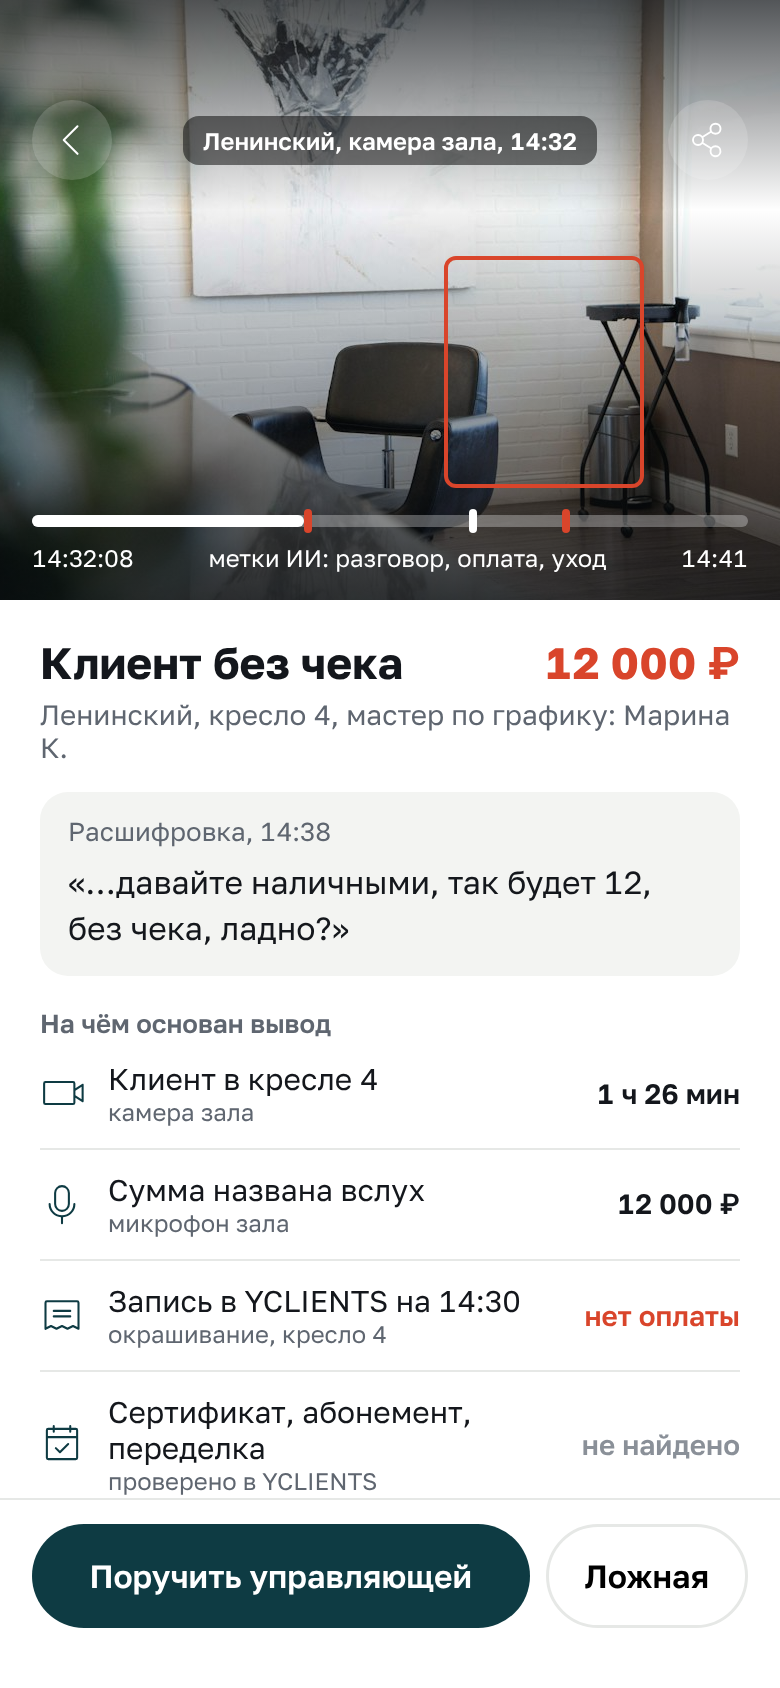 Ленинский, камера зала, 14:32
14:32:08 метки ИИ: разговор, оплата, уход 14:41
Клиент без чека 12 000 ₽
Ленинский, кресло 4, мастер по графику: Марина
К.
Расшифровка, 14:38
«…давайте наличными, так будет 12,
без чека, ладно?»
На чём основан вывод
Клиент в кресле 4
камера зала
1 ч 26 мин
Сумма названа вслух
микрофон зала
12 000 ₽
Запись в YCLIENTS на 14:30
окрашивание, кресло 4
нет оплаты
Сертификат, абонемент,
переделка
проверено в YCLIENTS
не найдено
Поручить управляющей
Ложная